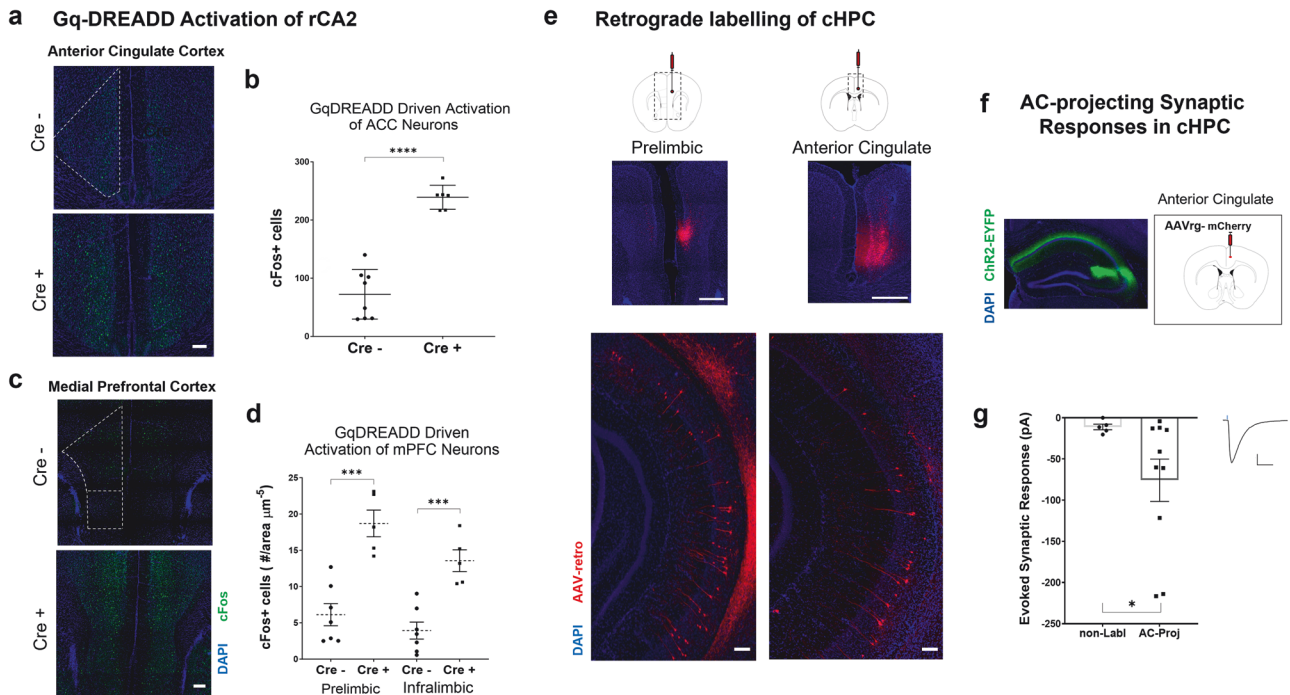 a Gq-DREADD Activation of rCA2
Anterior Cingulate Cortex
Cre -
Cre +
b
GqDREADD Driven Activation
of ACC Neurons
****
cFos+ cells
300
200
100
0
Cre - Cre +
c
Medial Prefrontal Cortex
Cre -
Cre +
DAPI cFos
d
GqDREADD Driven
Activation of mPFC Neurons
***
***
cFos+ cells ( #/area µm-5)
25
20
15
10
5
0
Cre - Cre + Cre - Cre +
Prelimbic Infralimbic
e Retrograde labelling of cHPC
Prelimbic Anterior Cingulate
DAPI AAV-retro
f AC-projecting Synaptic
Responses in cHPC
Anterior Cingulate
AAVrg- mCherry
DAPI ChR2-EYFP
g
Evoked Synaptic Response (pA)
0
-50
-100
-150
-200
-250
*
non-Labl AC-Proj